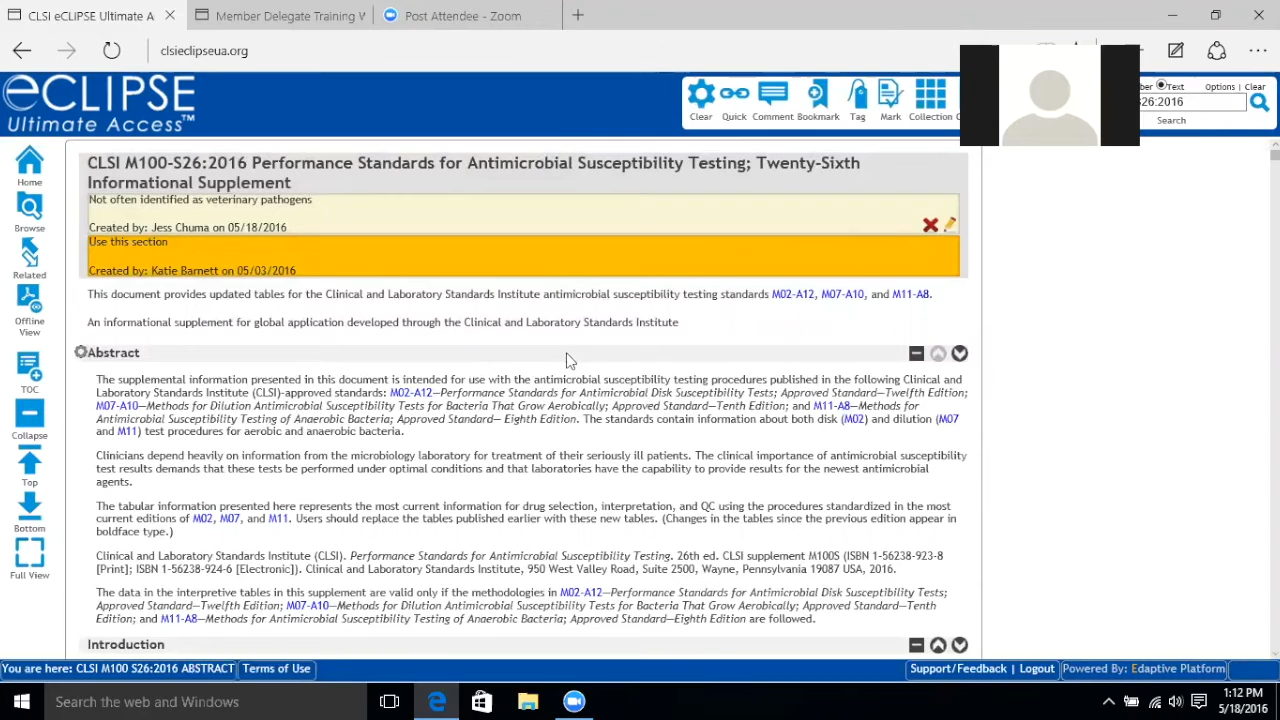 CLSI eCLIPSE Ultimate A
Member Delegate Training W
Post Attendee - Zoom
clsieclipseua.org
eCLIPSE
Ultimate Access™
Clear
Quick
Comment
Bookmark
Tag
Mark
Collection
ber Text
Options | Clear
26:2016
Search
Home
Browse
Related
Offline
View
TOC
Collapse
Top
Bottom
Full View
CLSI M100-S26:2016 Performance Standards for Antimicrobial Susceptibility Testing; Twenty-Sixth
Informational Supplement
Not often identified as veterinary pathogens
Created by: Jess Chuma on 05/18/2016
Use this section
Created by: Katie Barnett on 05/03/2016
This document provides updated tables for the Clinical and Laboratory Standards Institute antimicrobial susceptibility testing standards M02-A12, M07-A10, and M11-A8.
An informational supplement for global application developed through the Clinical and Laboratory Standards Institute
Abstract
The supplemental information presented in this document is intended for use with the antimicrobial susceptibility testing procedures published in the following Clinical and
Laboratory Standards Institute (CLSI)-approved standards: M02-A12—Performance Standards for Antimicrobial Disk Susceptibility Tests; Approved Standard—Twelfth Edition;
M07-A10—Methods for Dilution Antimicrobial Susceptibility Tests for Bacteria That Grow Aerobically; Approved Standard—Tenth Edition; and M11-A8—Methods for
Antimicrobial Susceptibility Testing of Anaerobic Bacteria; Approved Standard— Eighth Edition. The standards contain information about both disk (M02) and dilution (M07
and M11) test procedures for aerobic and anaerobic bacteria.
Clinicians depend heavily on information from the microbiology laboratory for treatment of their seriously ill patients. The clinical importance of antimicrobial susceptibility
test results demands that these tests be performed under optimal conditions and that laboratories have the capability to provide results for the newest antimicrobial
agents.
The tabular information presented here represents the most current information for drug selection, interpretation, and QC using the procedures standardized in the most
current editions of M02, M07, and M11. Users should replace the tables published earlier with these new tables. (Changes in the tables since the previous edition appear in
boldface type.)
Clinical and Laboratory Standards Institute (CLSI). Performance Standards for Antimicrobial Susceptibility Testing. 26th ed. CLSI supplement M100S (ISBN 1-56238-923-8
[Print]; ISBN 1-56238-924-6 [Electronic]). Clinical and Laboratory Standards Institute, 950 West Valley Road, Suite 2500, Wayne, Pennsylvania 19087 USA, 2016.
The data in the interpretive tables in this supplement are valid only if the methodologies in M02-A12—Performance Standards for Antimicrobial Disk Susceptibility Tests;
Approved Standard—Twelfth Edition; M07-A10—Methods for Dilution Antimicrobial Susceptibility Tests for Bacteria That Grow Aerobically; Approved Standard—Tenth
Edition; and M11-A8—Methods for Antimicrobial Susceptibility Testing of Anaerobic Bacteria; Approved Standard—Eighth Edition are followed.
Introduction
You are here: CLSI M100 S26:2016 ABSTRACT
Terms of Use
Support/Feedback | Logout
Powered By: Edaptive Platform
Search the web and Windows
1:12 PM
5/18/2016